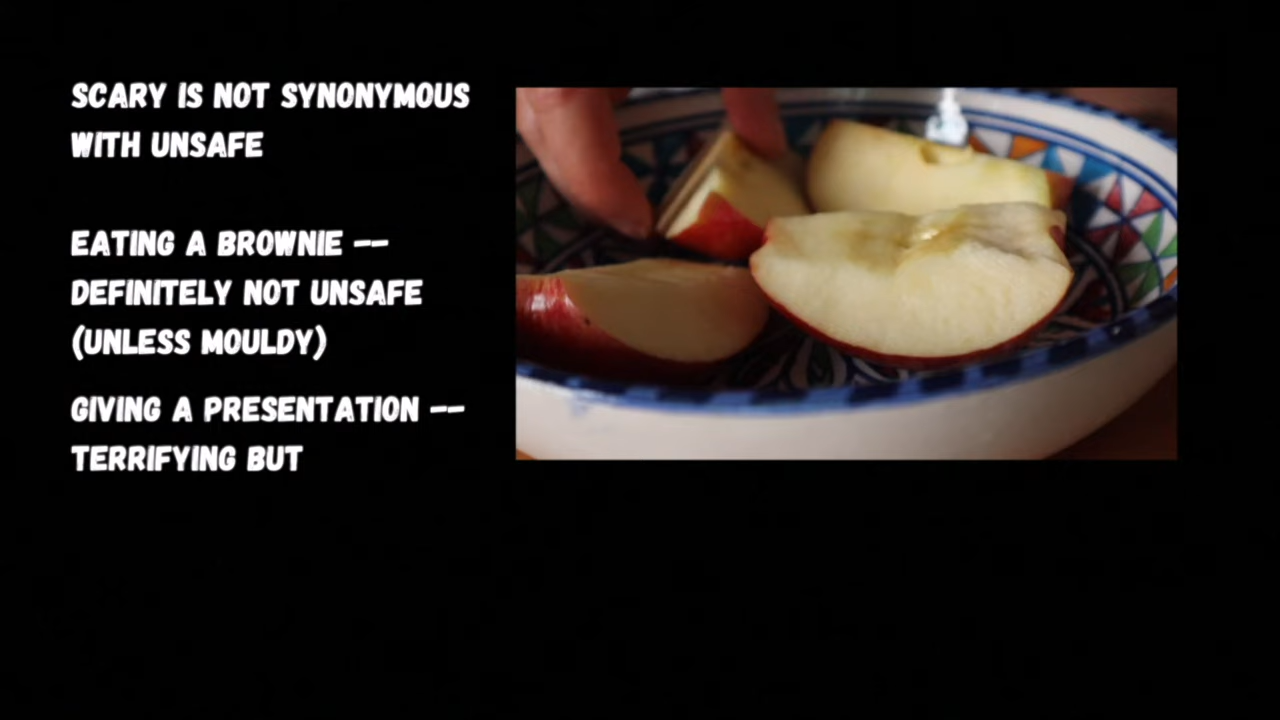 SCARY IS NOT SYNONYMOUS
WITH UNSAFE
EATING A BROWNIE --
DEFINITELY NOT UNSAFE
(UNLESS MOULDY)
GIVING A PRESENTATION --
TERRIFYING BUT